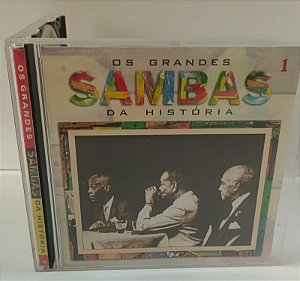 OS GRANDES
SAMBAS
DA HISTÓRIA
1
OS GRANDES SAMBAS DA HISTÓRIA